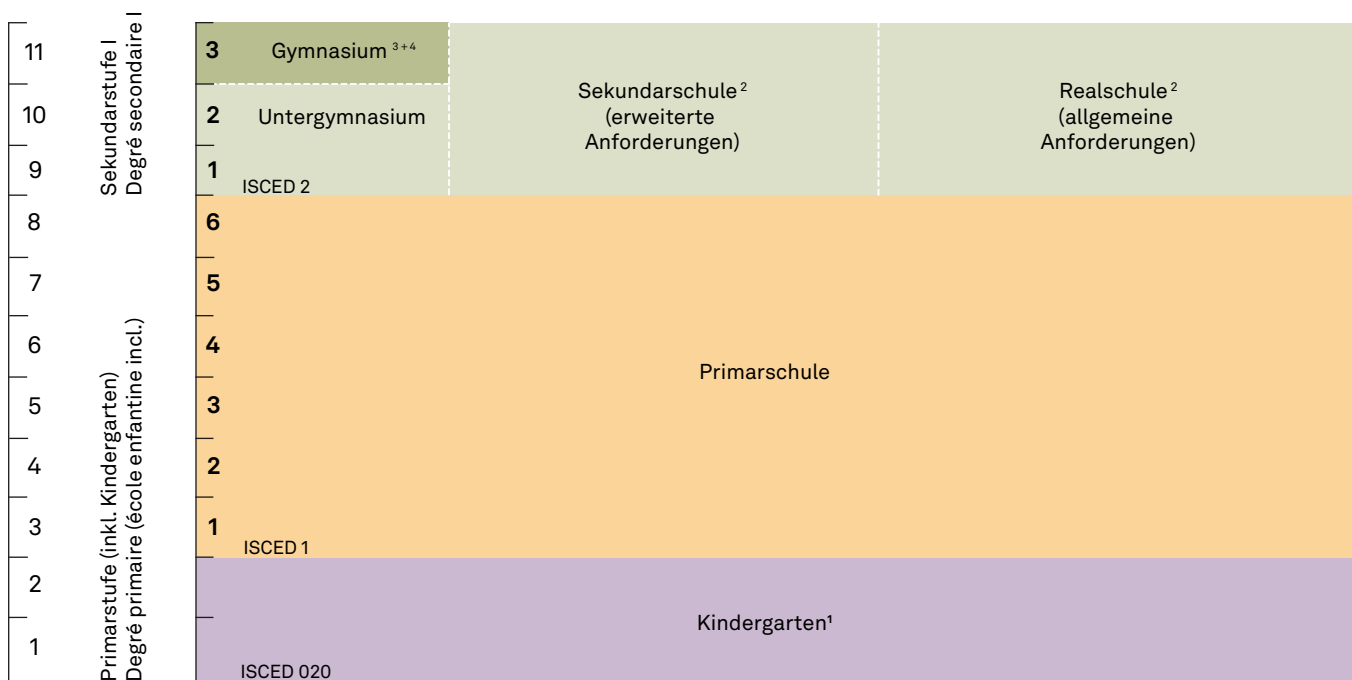 11
10
9
8
7
6
5
4
3
2
1
Sekundarstufe I
Degré secondaire I
Primarstufe (inkl. Kindergarten)
Degré primaire (école enfantine incl.)
3
2
1
6
5
4
3
2
1
Gymnasium ³⁺⁴
Untergymnasium
ISCED 2
Sekundarschule ²
(erweiterte
Anforderungen)
Realschule ²
(allgemeine
Anforderungen)
Primarschule
ISCED 1
Kindergarten¹
ISCED 020